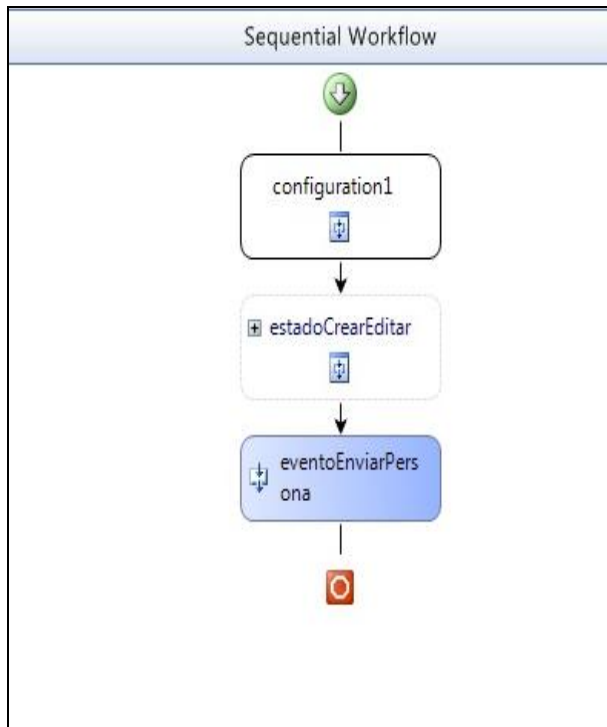 Sequential Workflow
configuration1
estadoCrearEditar
eventoEnviarPers
ona